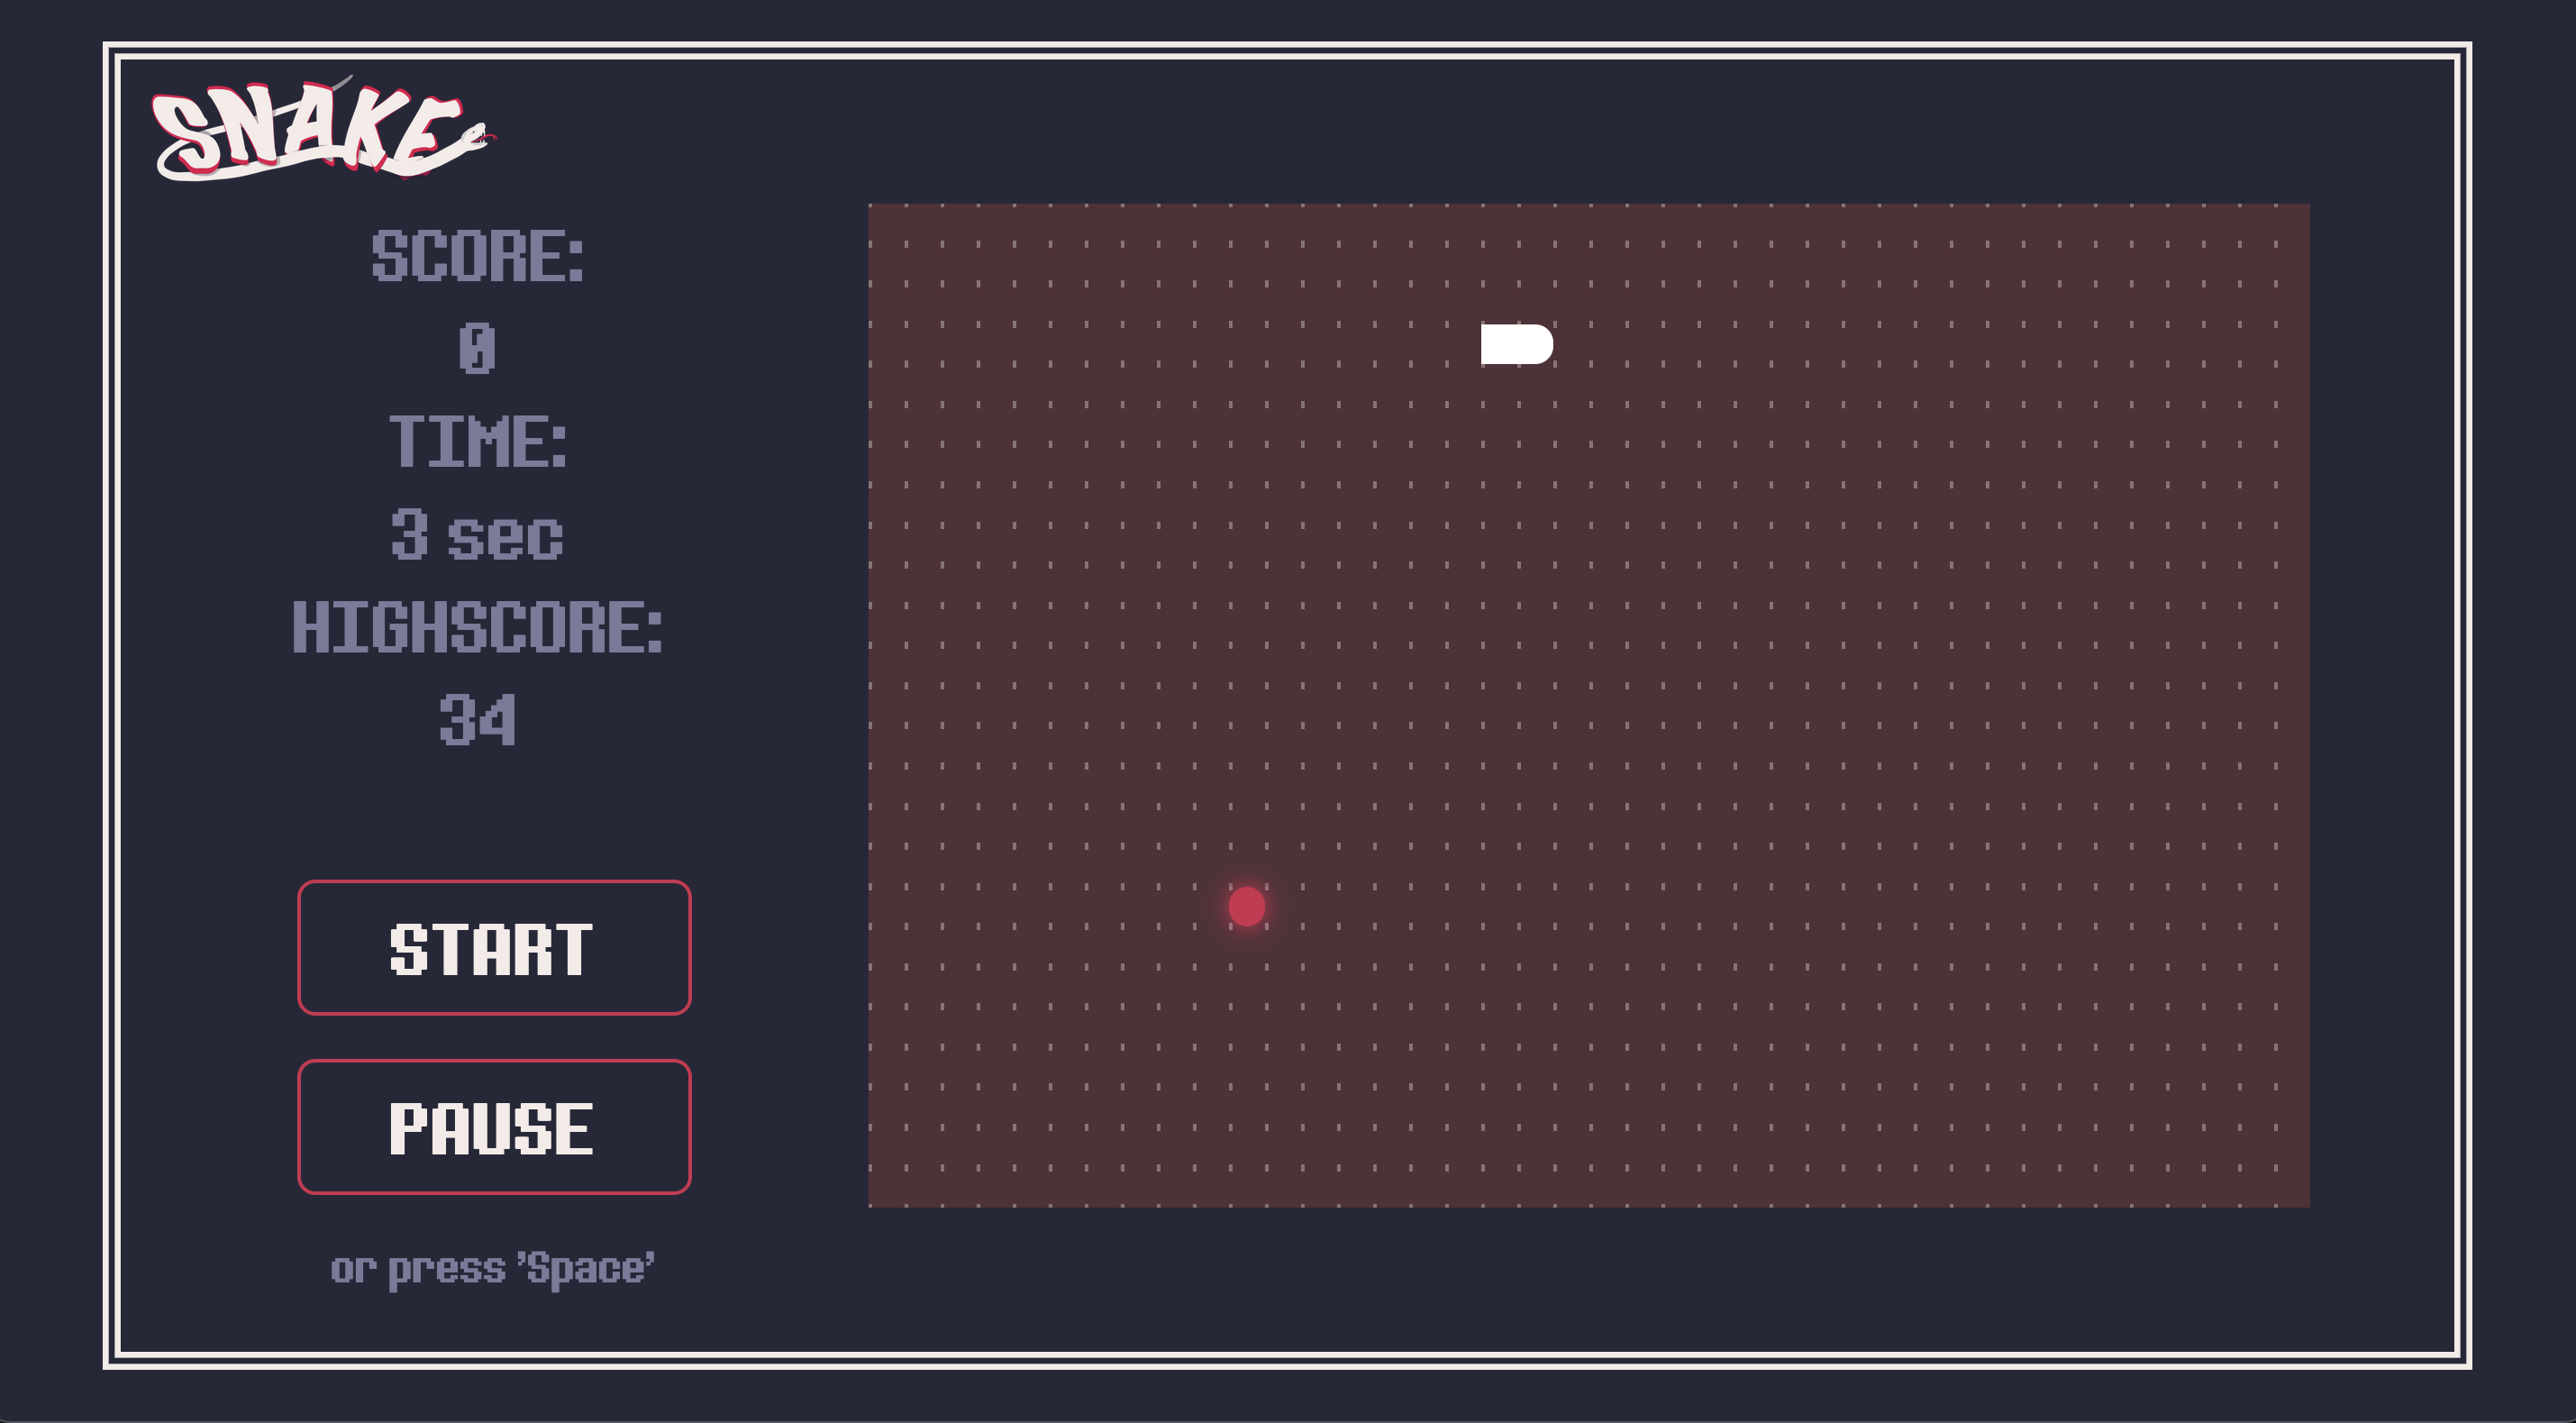 SNAKE
SCORE:
0
TIME:
3 sec
HIGHSCORE:
34
START
PAUSE
or press 'Space'